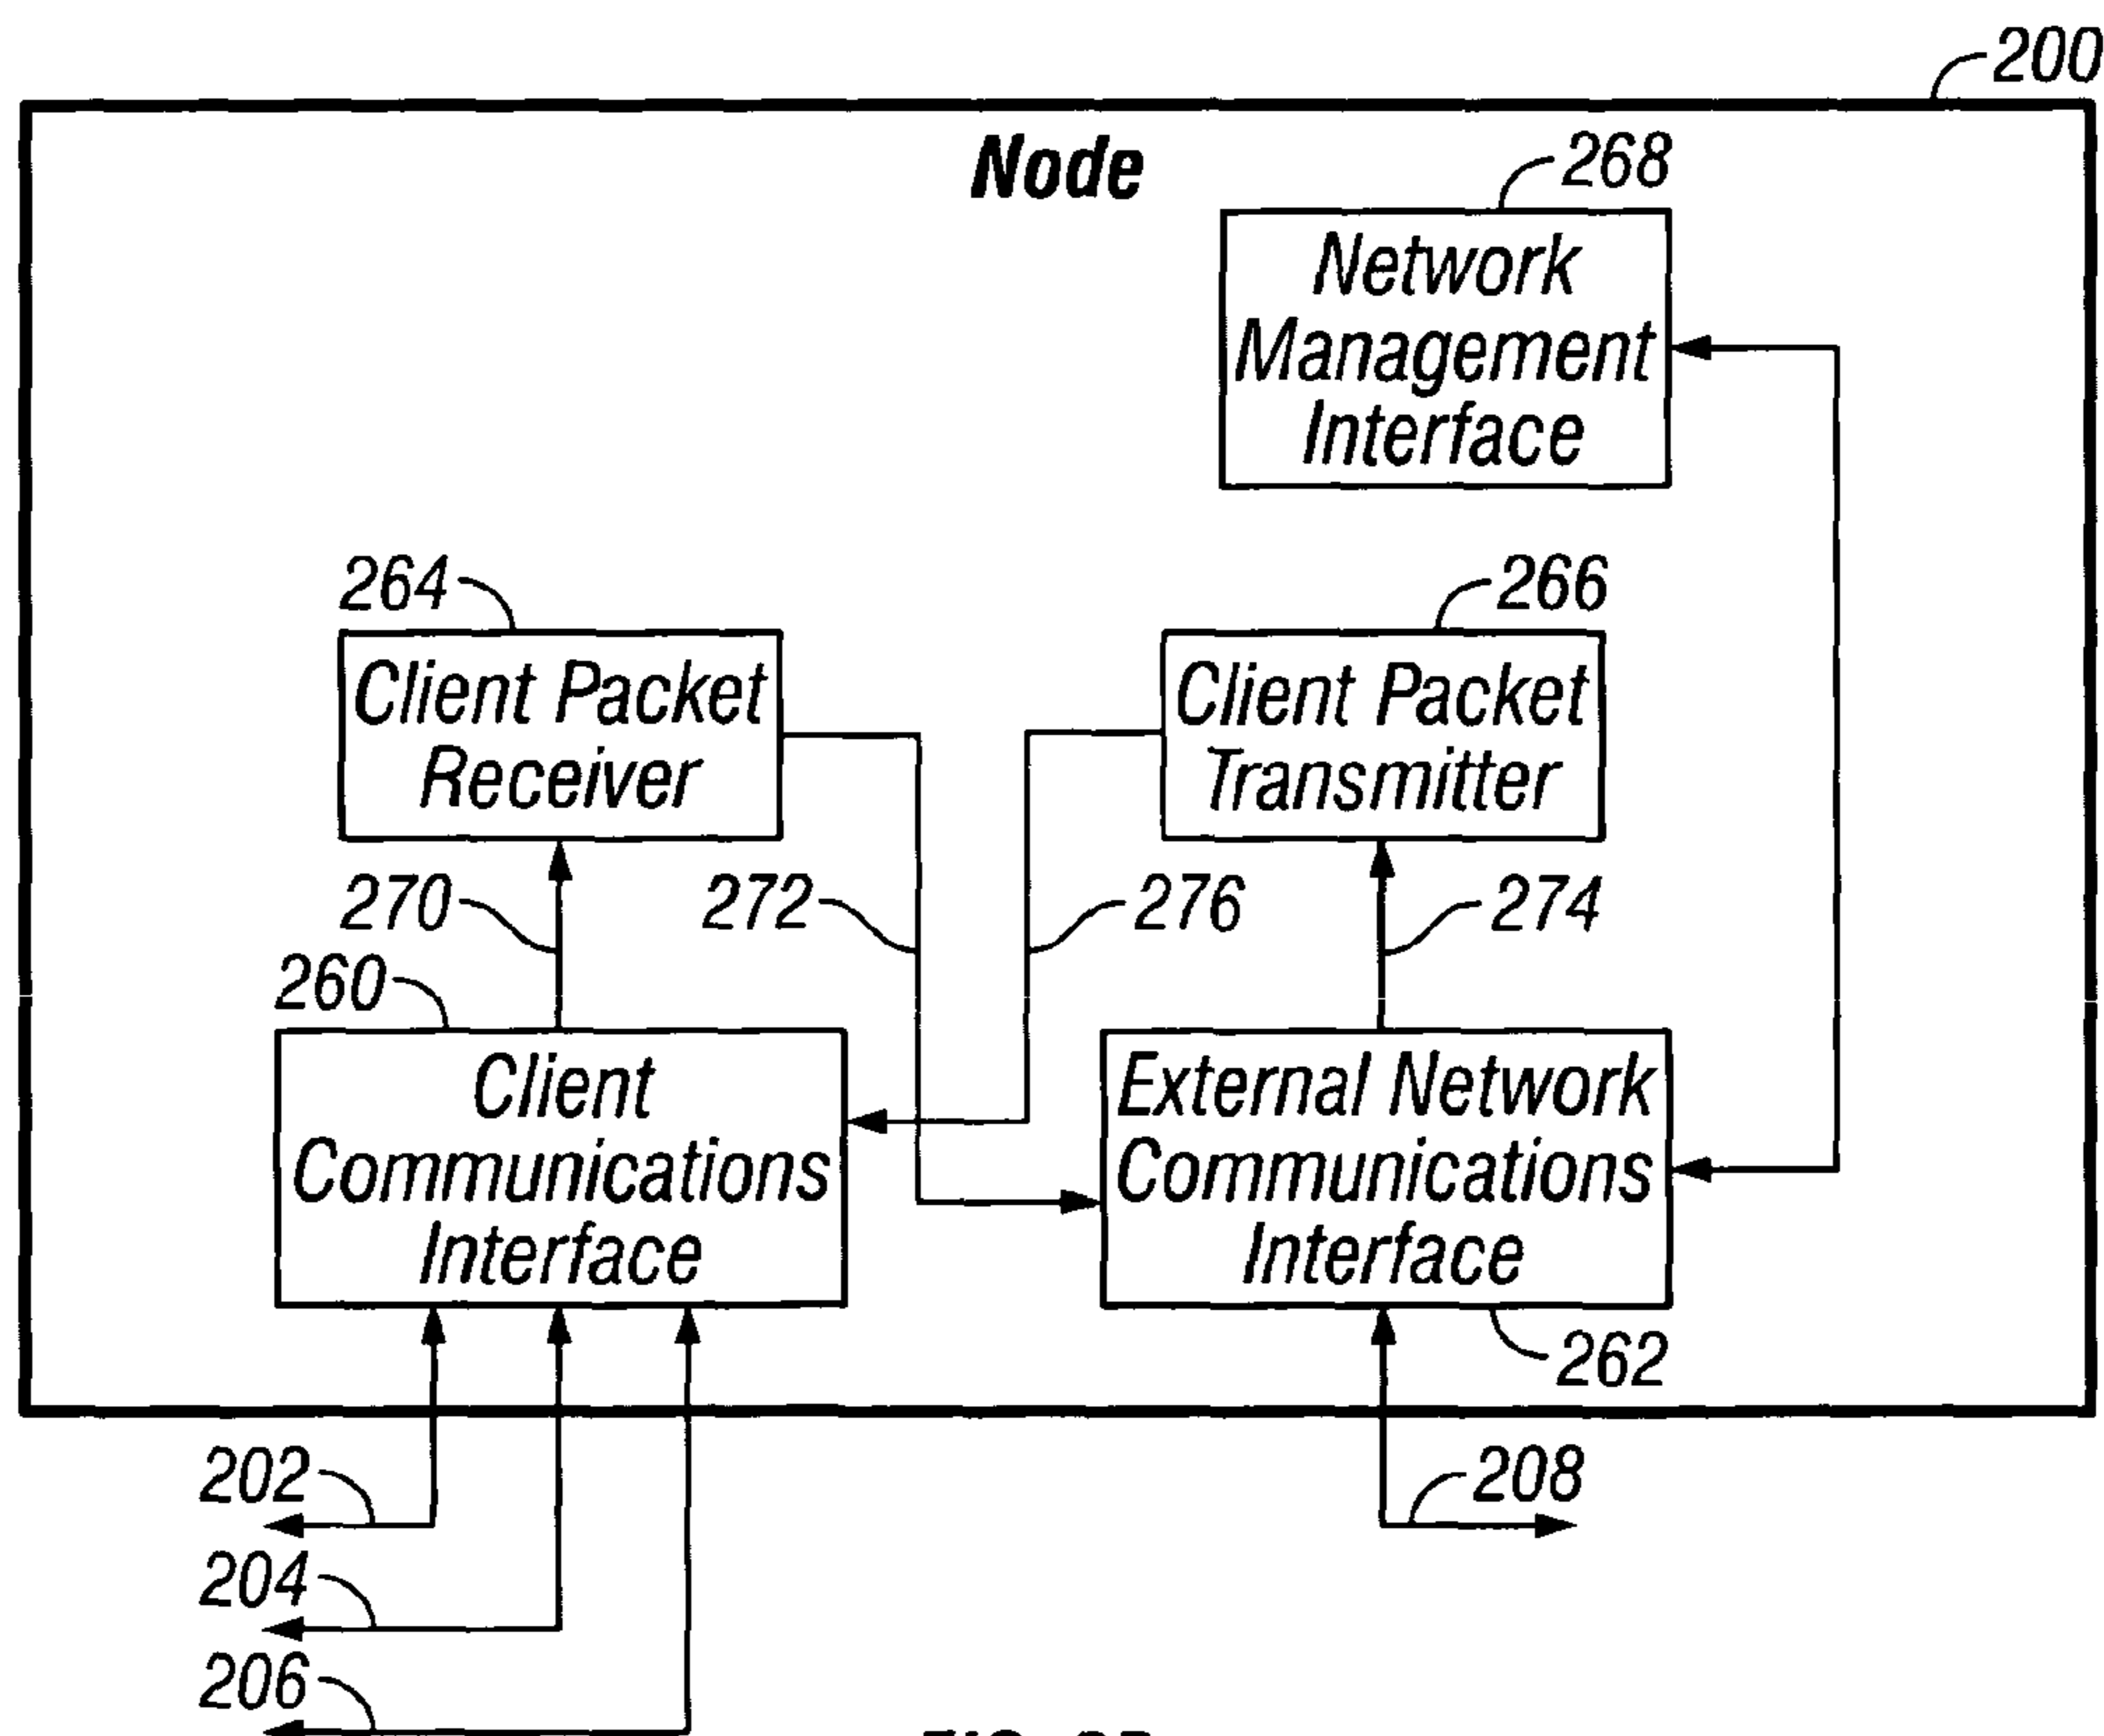 200
Node
268
Network
Management
Interface
264
266
Client Packet
Receiver
Client Packet
Transmitter
270
272
276
274
260
Client
Communications
Interface
External Network
Communications
Interface
262
202
208
204
206